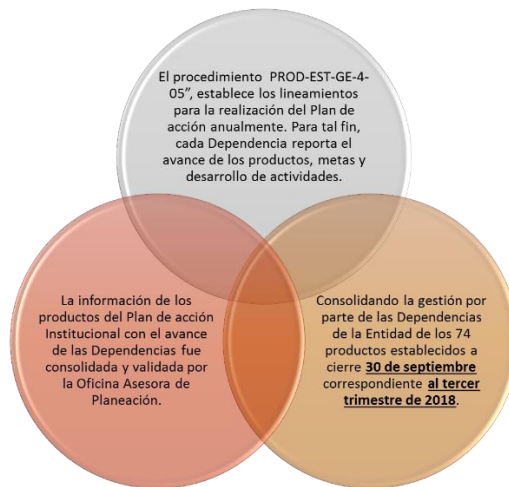 El procedimiento PROD-EST-GE-4-
05”, establece los lineamientos
para la realización del Plan de
acción anualmente. Para tal fin,
cada Dependencia reporta el
avance de los productos, metas y
desarrollo de actividades.
La información de los
productos del Plan de acción
Institucional con el avance
de las Dependencias fue
consolidada y validada por
la Oficina Asesora de
Planeación.
Consolidando la gestión por
parte de las Dependencias
de la Entidad de los 74
productos establecidos a
cierre 30 de septiembre
correspondiente al tercer
trimestre de 2018.